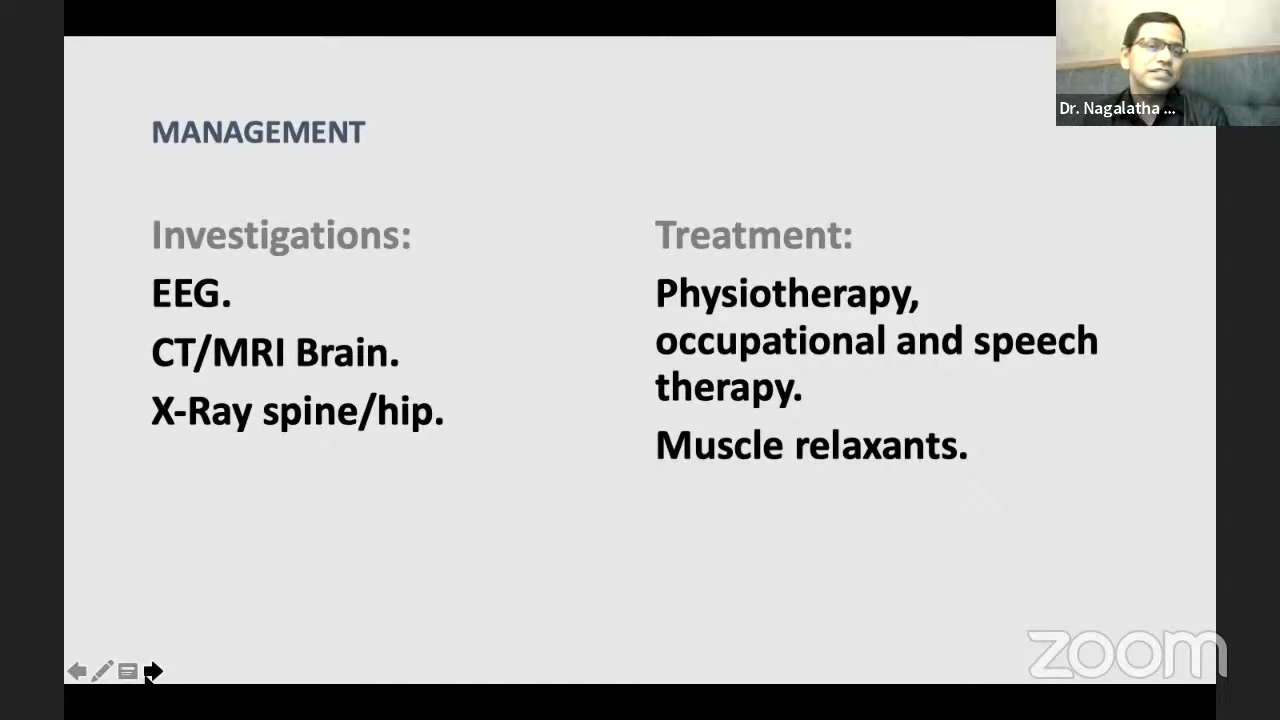 MANAGEMENT
Investigations:
EEG.
CT/MRI Brain.
X-Ray spine/hip.
Treatment:
Physiotherapy,
occupational and speech
therapy.
Muscle relaxants.
Dr. Nagalatha ...
zoom